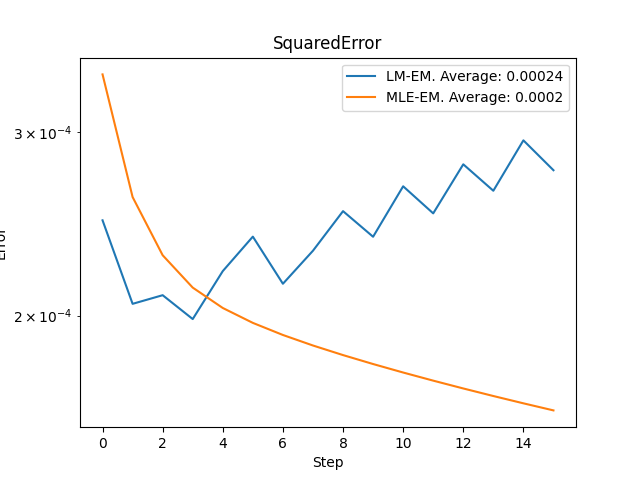 SquaredError
LM-EM. Average: 0.00024
MLE-EM. Average: 0.0002
3 × 10⁻⁴
2 × 10⁻⁴
Error
0 2 4 6 8 10 12 14
Step